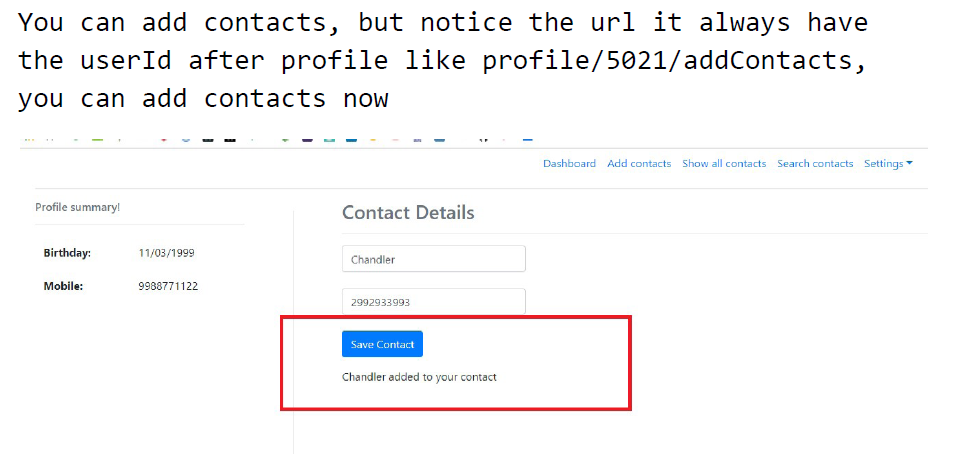 You can add contacts, but notice the url it always have
the userId after profile like profile/5021/addContacts,
you can add contacts now
Dashboard Add contacts Show all contacts Search contacts Settings
Profile summary!
Birthday: 11/03/1999
Mobile: 9988771122
Contact Details
Chandler
2992933993
Save Contact
Chandler added to your contact